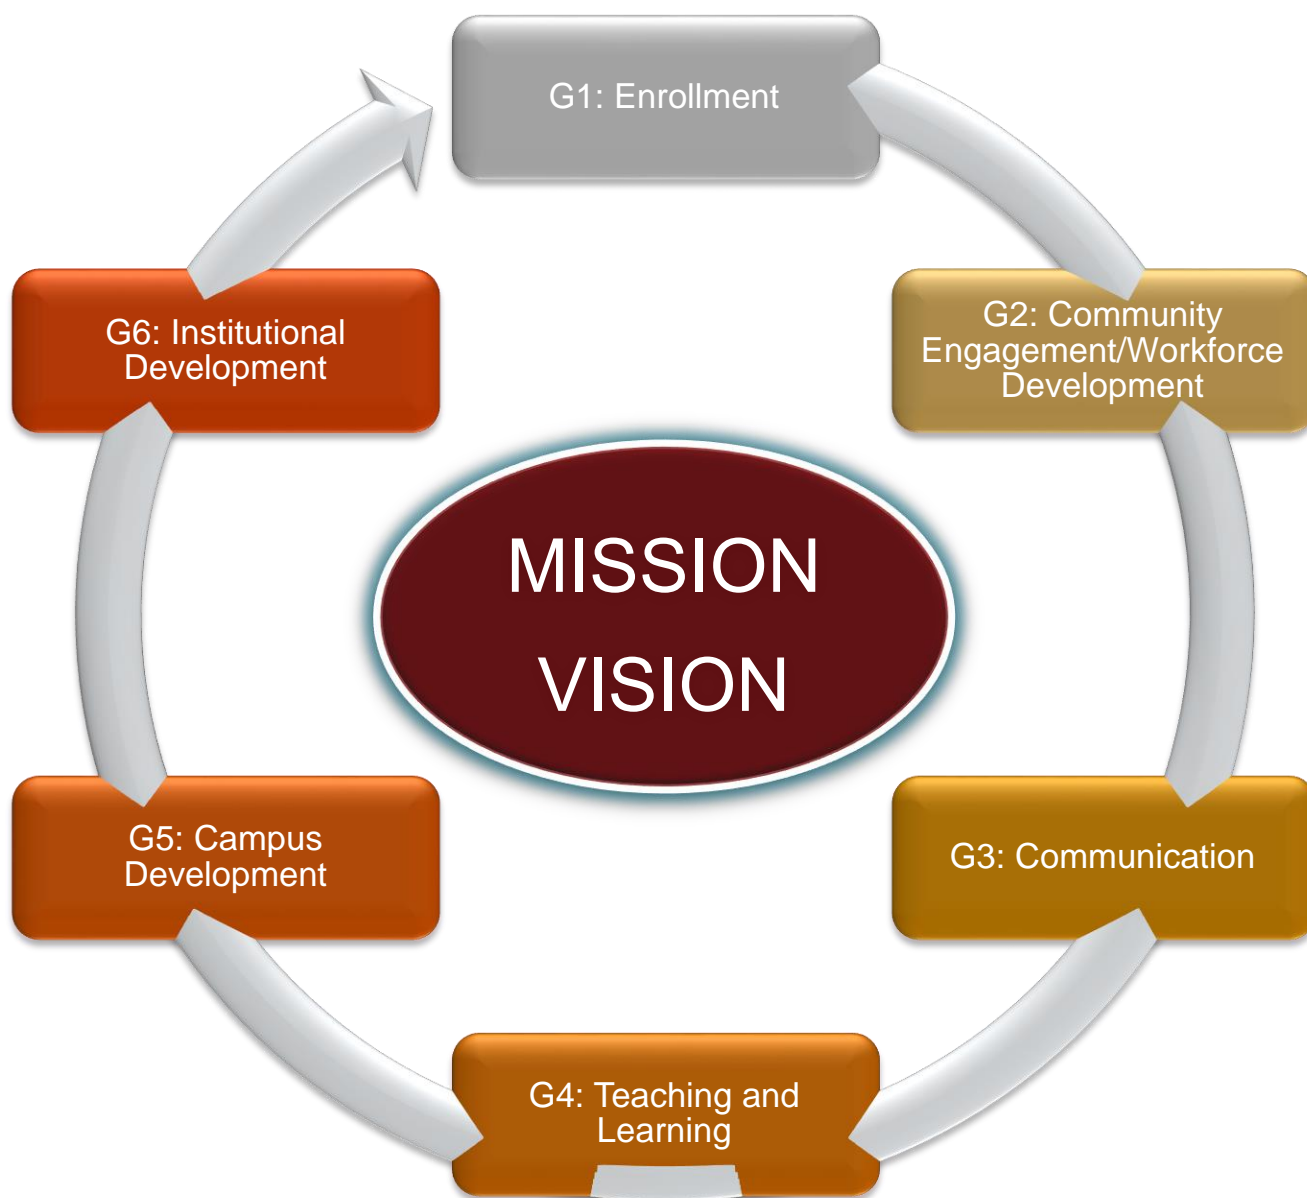 G1: Enrollment
G2: Community
Engagement/Workforce
Development
G3: Communication
G4: Teaching and
Learning
G5: Campus
Development
G6: Institutional
Development
MISSION
VISION